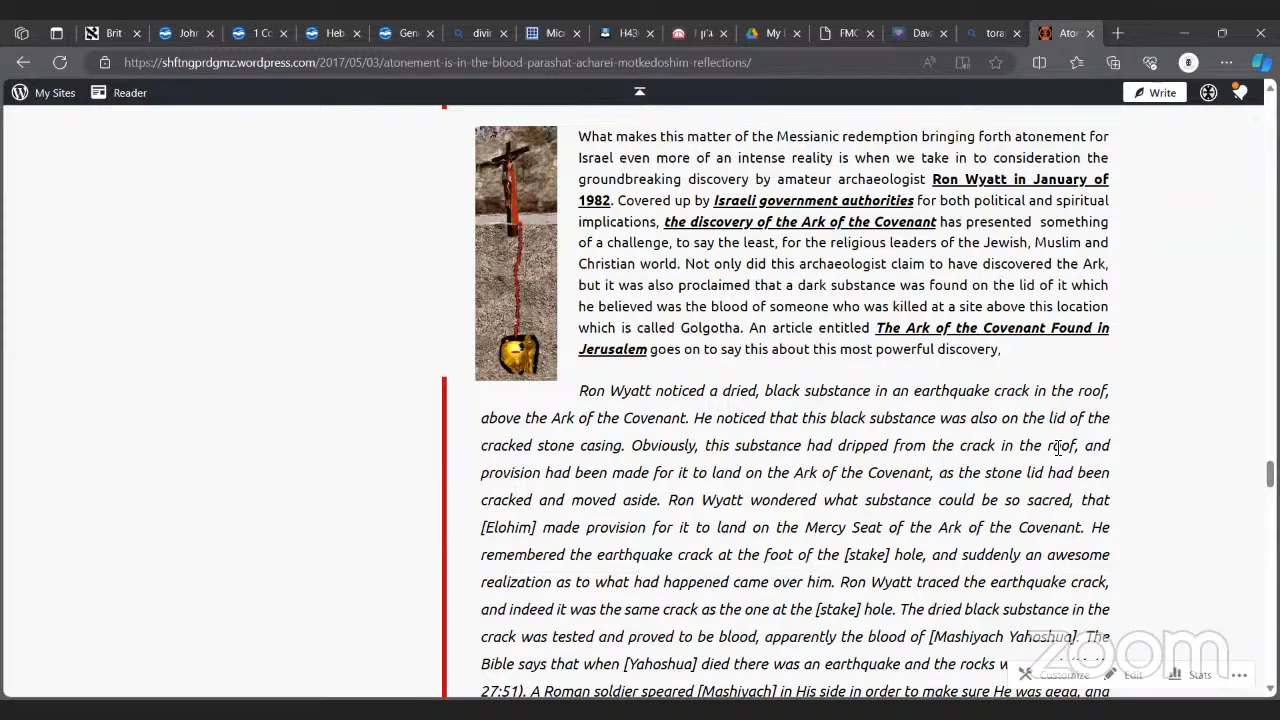 Brit
John
1 Co
Heb
Gen
divi
Mic
H43
My
FMC
Dav
tora
Ato
https://shftngprdgmz.wordpress.com/2017/05/03/atonement-is-in-the-blood-parashat-acharei-motkedoshim-reflections/
My Sites Reader Write
What makes this matter of the Messianic redemption bringing forth atonement for
Israel even more of an intense reality is when we take in to consideration the
groundbreaking discovery by amateur archaeologist Ron Wyatt in January of
1982. Covered up by Israeli government authorities for both political and spiritual
implications, the discovery of the Ark of the Covenant has presented something
of a challenge, to say the least, for the religious leaders of the Jewish, Muslim and
Christian world. Not only did this archaeologist claim to have discovered the Ark,
but it was also proclaimed that a dark substance was found on the lid of it which
he believed was the blood of someone who was killed at a site above this location
which is called Golgotha. An article entitled The Ark of the Covenant Found in
Jerusalem goes on to say this about this most powerful discovery,
Ron Wyatt noticed a dried, black substance in an earthquake crack in the roof,
above the Ark of the Covenant. He noticed that this black substance was also on the lid of the
cracked stone casing. Obviously, this substance had dripped from the crack in the roof, and
provision had been made for it to land on the Ark of the Covenant, as the stone lid had been
cracked and moved aside. Ron Wyatt wondered what substance could be so sacred, that
[Elohim] made provision for it to land on the Mercy Seat of the Ark of the Covenant. He
remembered the earthquake crack at the foot of the [stake] hole, and suddenly an awesome
realization as to what had happened came over him. Ron Wyatt traced the earthquake crack,
and indeed it was the same crack as the one at the [stake] hole. The dried black substance in the
crack was tested and proved to be blood, apparently the blood of [Mashiyach Yahoshua]. The
Bible says that when [Yahoshua] died there was an earthquake and the rocks
27:51). A Roman soldier speared [Mashiyach] in His side in order to make sure He was dead, and
Customize Edit Stats
zoom